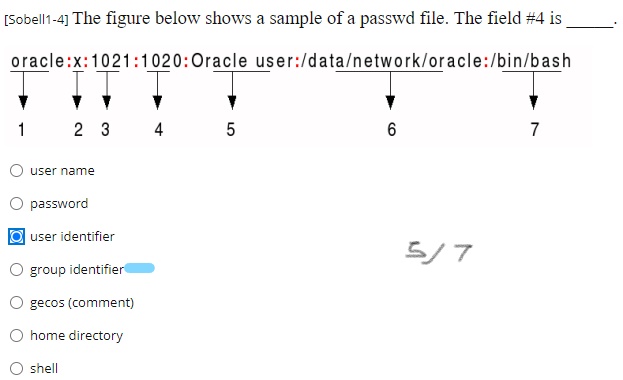 [Sobell1-4] The figure below shows a sample of a passwd file. The field #4 is _____.
oracle:x:1021:1020:Oracle user:/data/network/oracle:/bin/bash
1 2 3 4 5 6 7
user name
password
user identifier
5/7
group identifier
gecos (comment)
home directory
shell